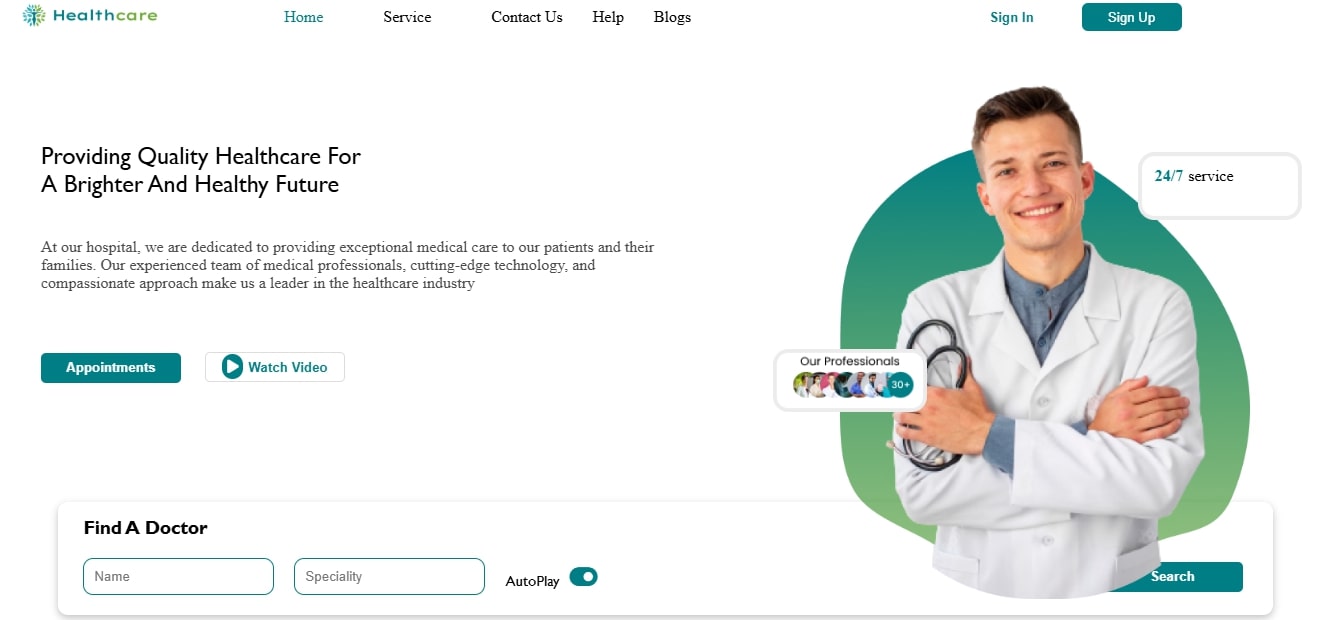 Healthcare
Home
Service
Contact Us
Help
Blogs
Sign In
Sign Up
Providing Quality Healthcare For
A Brighter And Healthy Future
24/7 service
At our hospital, we are dedicated to providing exceptional medical care to our patients and their
families. Our experienced team of medical professionals, cutting-edge technology, and
compassionate approach make us a leader in the healthcare industry
Appointments
Watch Video
Our Professionals
30+
Find A Doctor
Name
Speciality
AutoPlay
Search